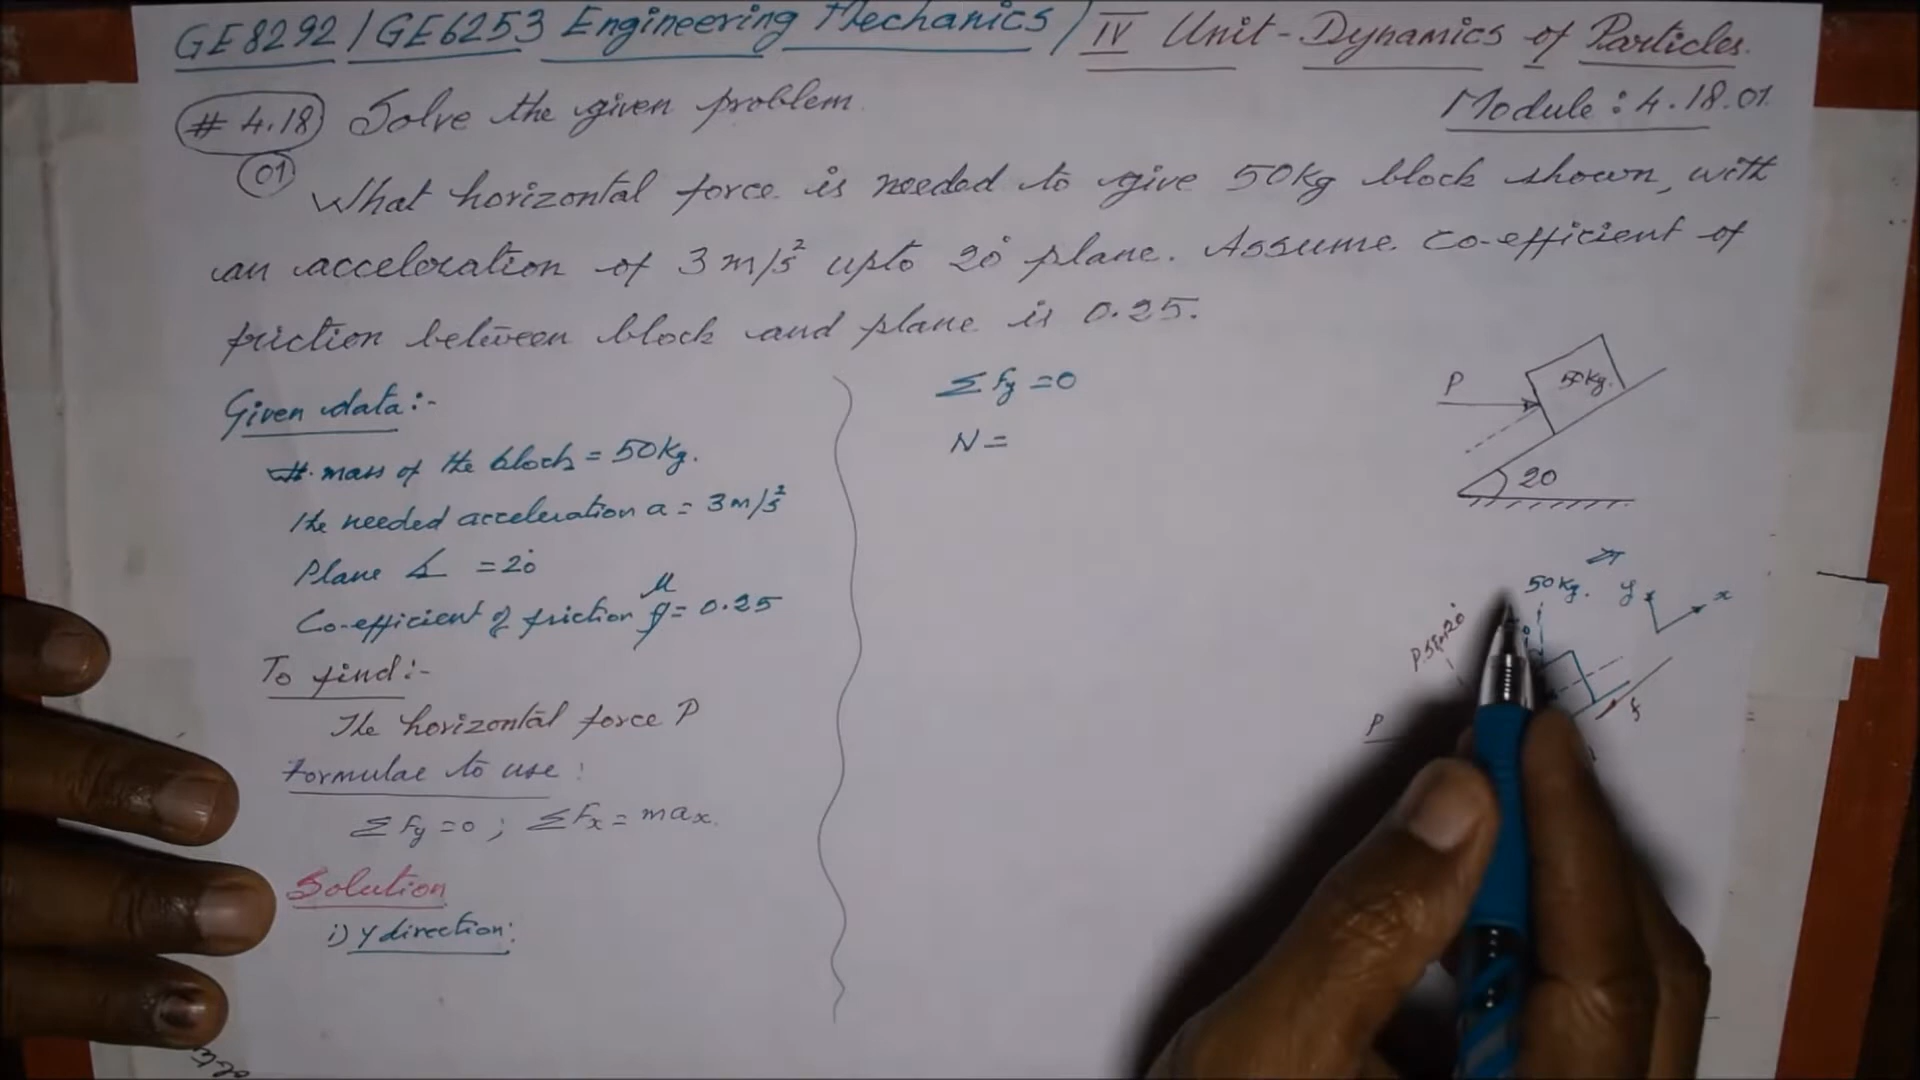 GE8292/GE6253 Engineering Mechanics/IV Unit-Dynamics of Particles.
# 4.18 Solve the given problem.
Module: 4.18.01
01
What horizontal force is needed to give 50kg block shown, with
an acceleration of 3m/s² upto 20° plane. Assume co-efficient of
friction between block and plane is 0.25.
Given data:-
mass of the block = 50kg.
The needed acceleration a = 3m/s²
Plane = 20°
μ
Co-efficient of friction = 0.25
To find:-
The horizontal force P
Formulae to use:
ΣFy=0; ΣFx=max.
Solution
i) Y direction:
ΣFy=0
N=
P
50kg.
20
50kg.
y
x
P.Sin20°
P
f